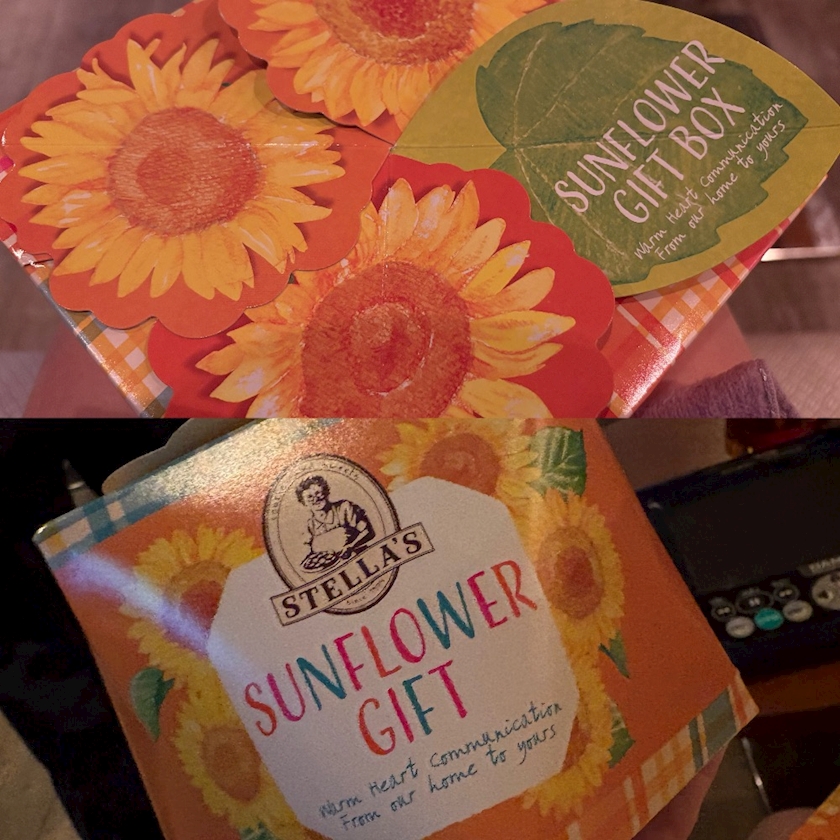 SUNFLOWER
GIFT BOX
Warm Heart Communication
From our home to yours
STELLA'S
SUNFLOWER
GIFT
Warm Heart Communication
From our home to yours